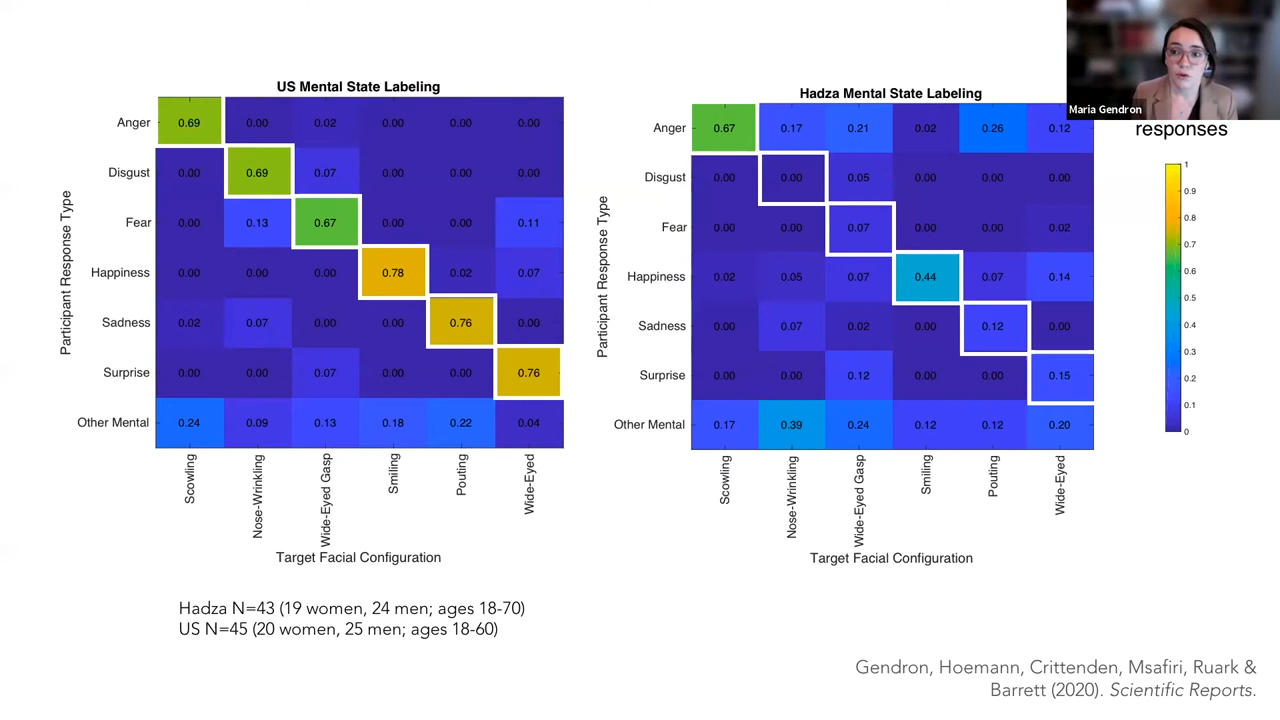 Maria Gendron
US Mental State Labeling
Participant Response Type
Anger 0.69 0.00 0.02 0.00 0.00 0.00
Disgust 0.00 0.69 0.07 0.00 0.00 0.00
Fear 0.00 0.13 0.67 0.00 0.00 0.11
Happiness 0.00 0.00 0.00 0.78 0.02 0.07
Sadness 0.02 0.07 0.00 0.00 0.76 0.00
Surprise 0.00 0.00 0.07 0.00 0.00 0.76
Other Mental 0.24 0.09 0.13 0.18 0.22 0.04
Scowling
Nose-Wrinkling
Wide-Eyed Gasp
Smiling
Pouting
Wide-Eyed
Target Facial Configuration
Hadza Mental State Labeling
Participant Response Type
Anger 0.67 0.17 0.21 0.02 0.26 0.12
Disgust 0.00 0.00 0.05 0.00 0.00 0.00
Fear 0.00 0.00 0.07 0.00 0.00 0.02
Happiness 0.02 0.05 0.07 0.44 0.07 0.14
Sadness 0.00 0.07 0.02 0.00 0.12 0.00
Surprise 0.00 0.00 0.12 0.00 0.00 0.15
Other Mental 0.17 0.39 0.24 0.12 0.12 0.20
Scowling
Nose-Wrinkling
Wide-Eyed Gasp
Smiling
Pouting
Wide-Eyed
Target Facial Configuration
responses
1
0.9
0.8
0.7
0.6
0.5
0.4
0.3
0.2
0.1
0
Hadza N=43 (19 women, 24 men; ages 18-70)
US N=45 (20 women, 25 men; ages 18-60)
Gendron, Hoemann, Crittenden, Msafiri, Ruark &
Barrett (2020). Scientific Reports.